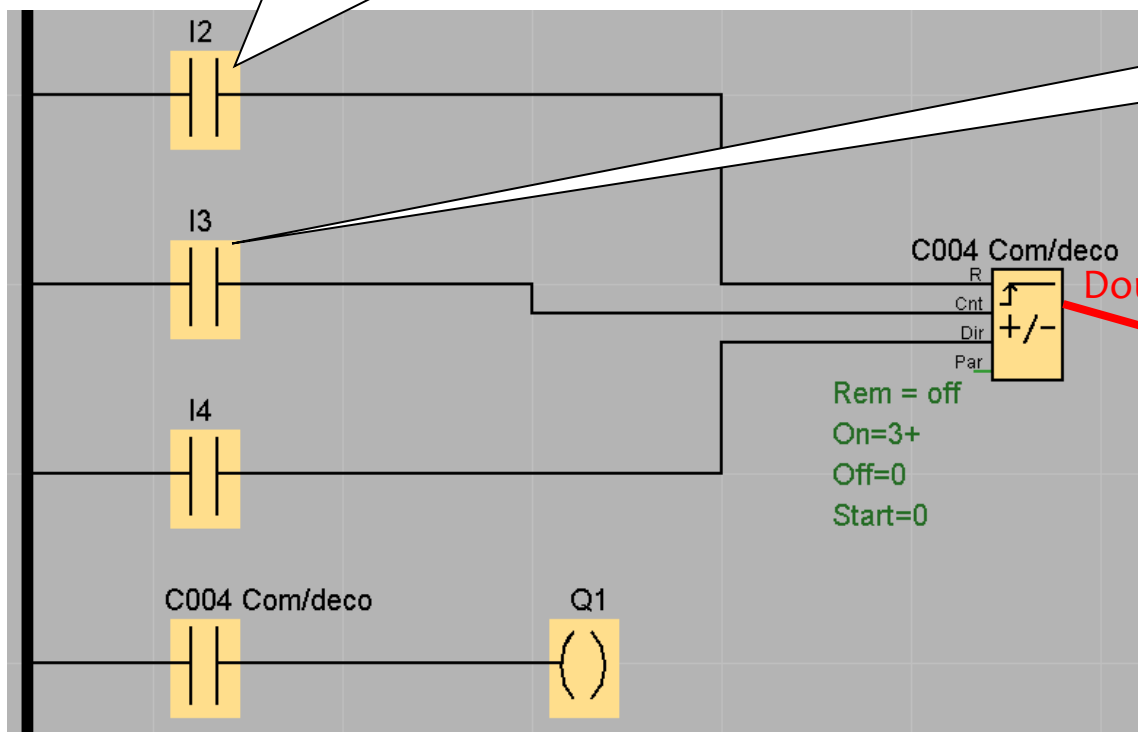 I2
I3
C004 Com/deco
R
Cnt
Dir
Par
+/-
Rem = off
On=3+
Off=0
Start=0
I4
C004 Com/deco
Q1